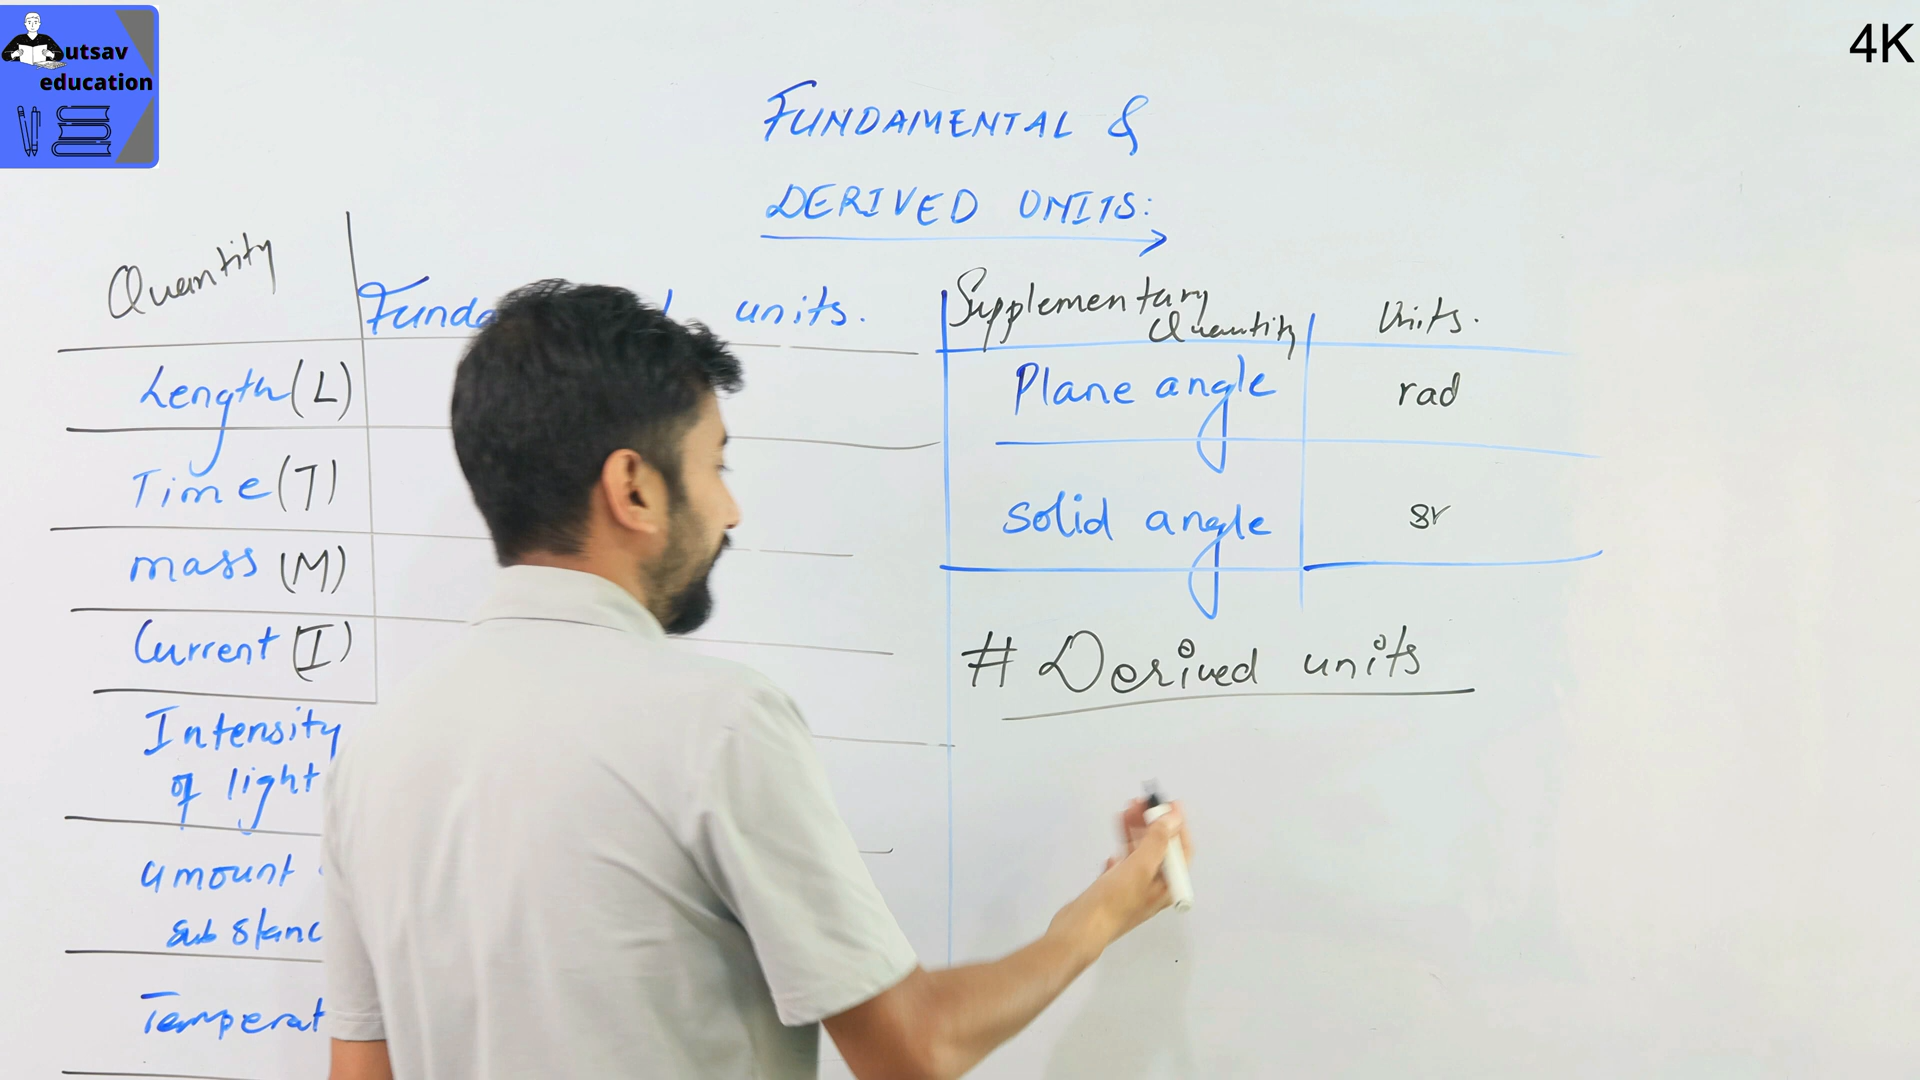 utsav
education
4K
FUNDAMENTAL &
DERIVED UNITS:
Quantity
units.
Length (L)
Time (T)
mass (M)
Current (I)
Intensity
of light
amount
substanc
Temperat
Supplementary
Quantity
Units.
Plane angle
rad
solid angle
sr
# Derived units